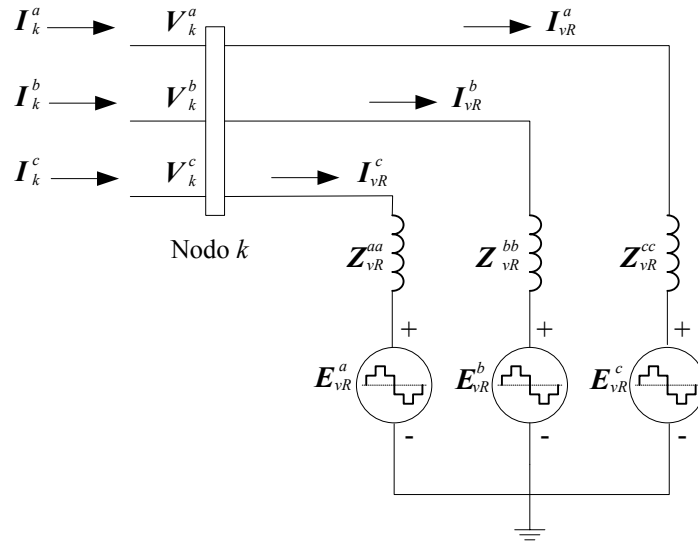 I_k^a V_k^a I_vR^a
I_k^b V_k^b I_vR^b
I_k^c V_k^c I_vR^c
Nodo k
Z_vR^aa Z_vR^bb Z_vR^cc
+ + +
E_vR^a E_vR^b E_vR^c
- - -